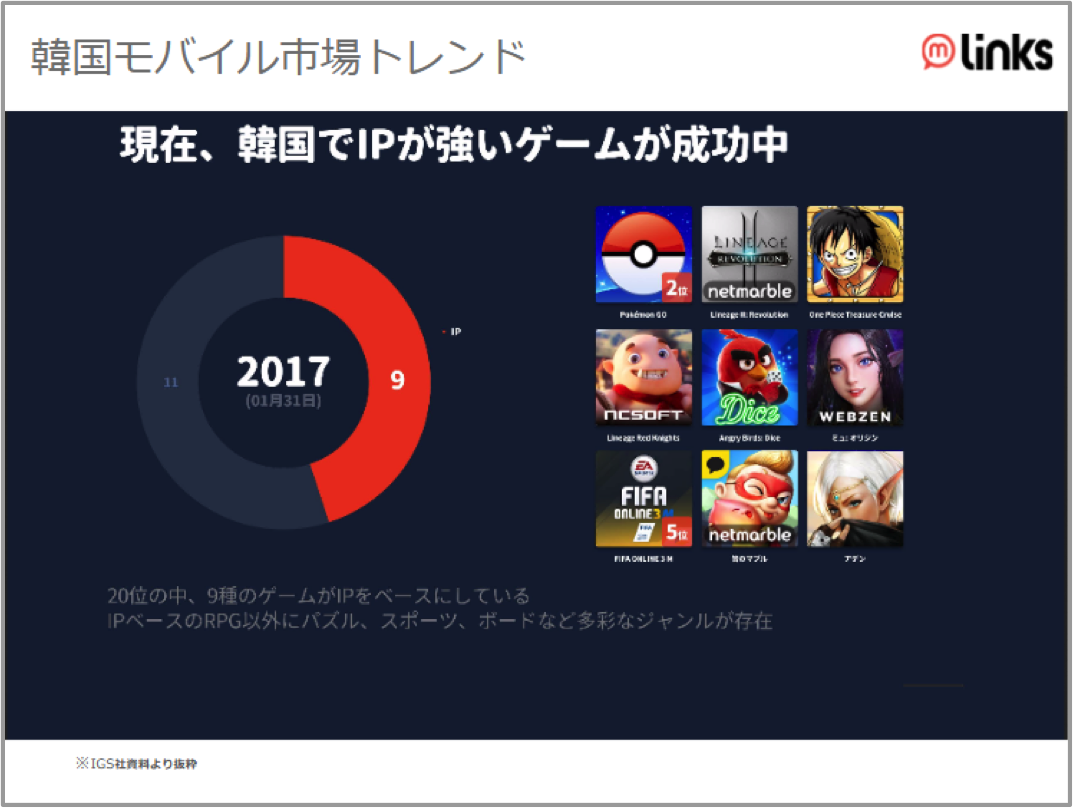 韓国モバイル市場トレンド
m links
現在、韓国でIPが強いゲームが成功中
2017
(01月31日)
11
9
IP
2位
Pokémon GO
LINEAGE
REVOLUTION
netmarble
Lineage II: Revolution
One Piece Treasure Cruise
NCSOFT
Lineage Red Knights
Dice
Angry Birds: Dice
WEBZEN
ミュ:オリジン
EA
SPORTS
FIFA
ONLINE 3 M
5位
FIFA ONLINE 3 M
netmarble
のマブル
アデン
20位の中、9種のゲームがIPをベースにしている
IPベースのRPG以外にパズル、スポーツ、ボードなど多彩なジャンルが存在
※IGS社資料より抜粋